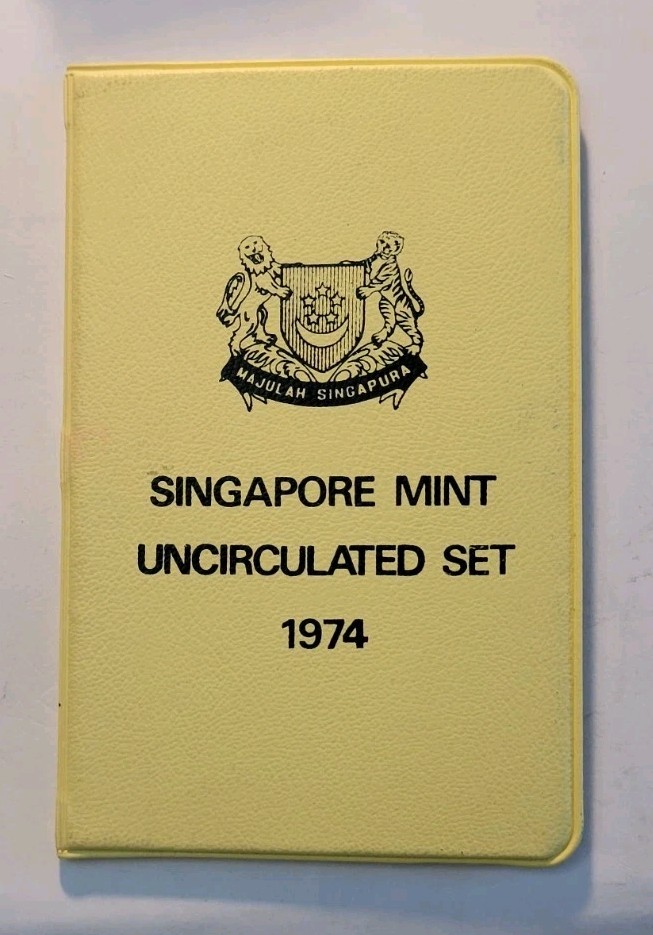 MAJULAH SINGAPURA
SINGAPORE MINT
UNCIRCULATED SET
1974